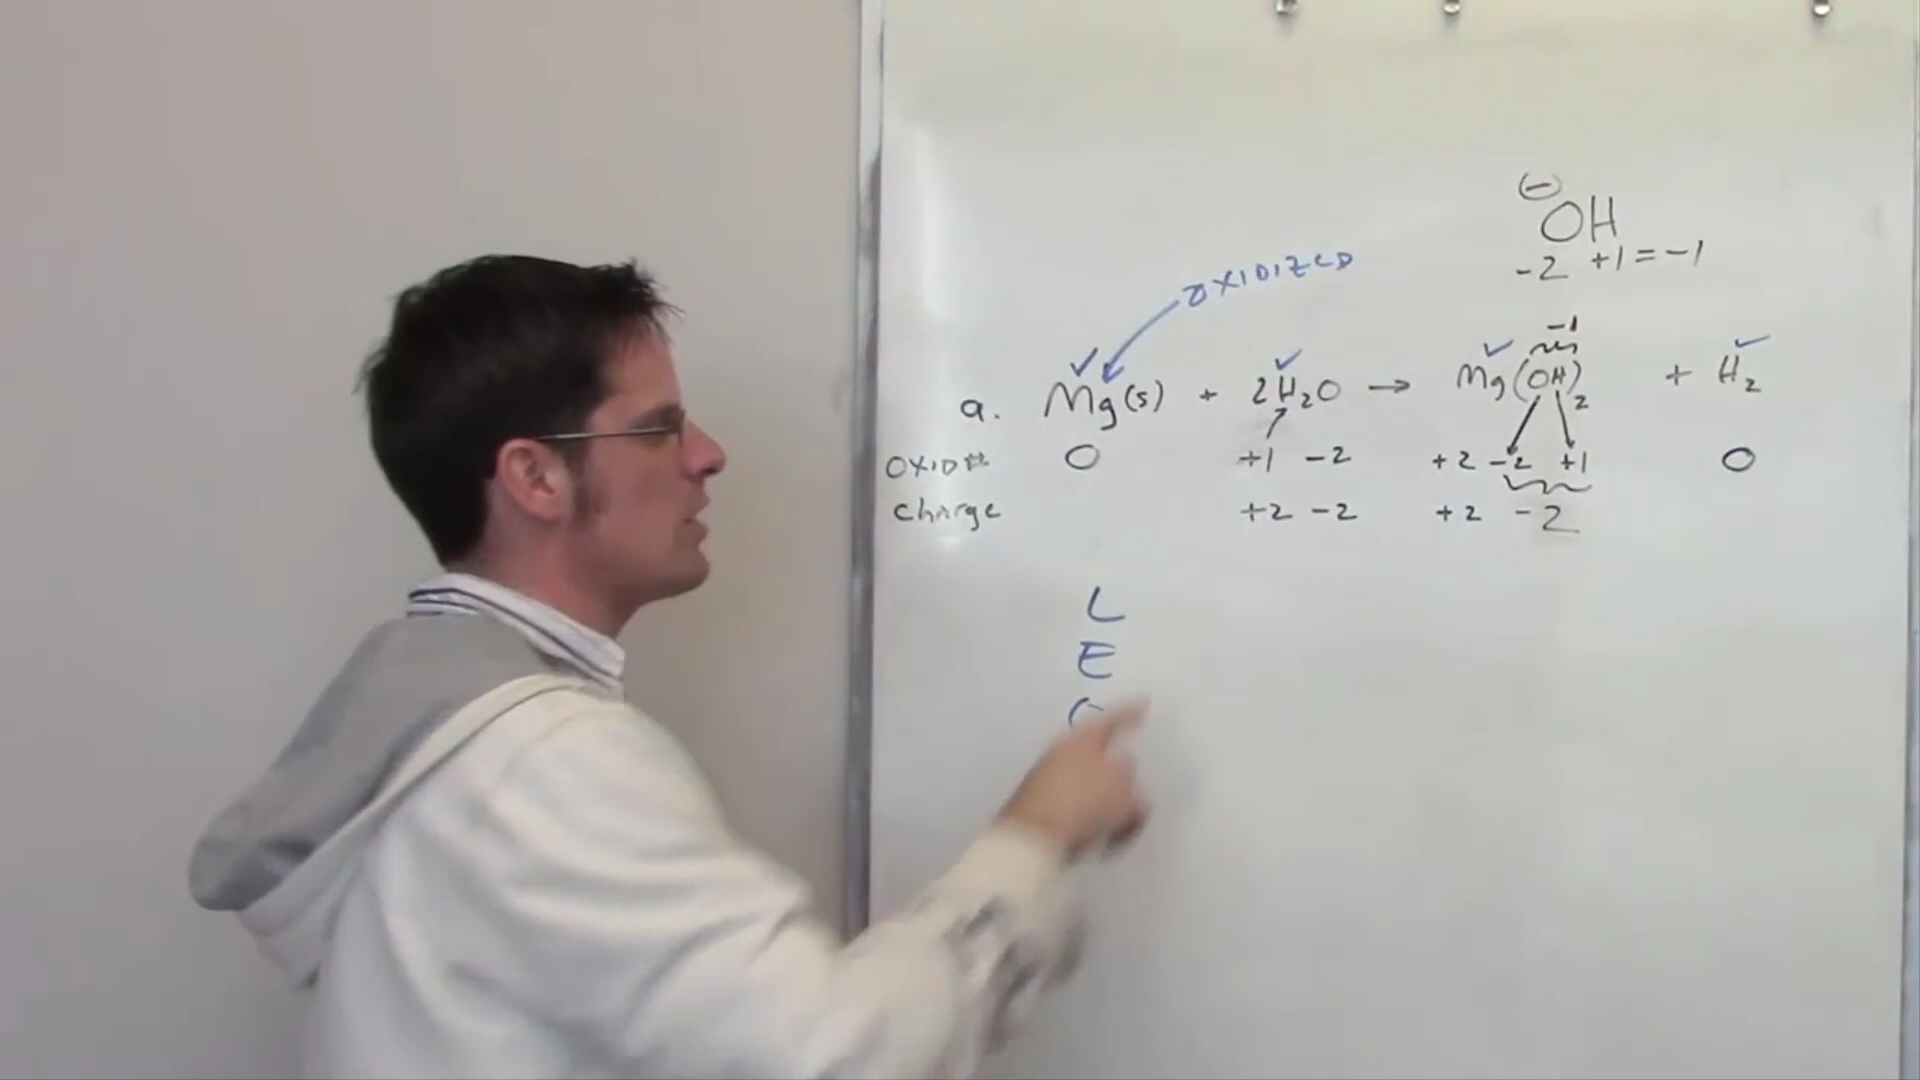 ⊖
OH
-2 +1 = -1
OXIDIZED
-1
a. Mg(s) + 2H₂O → Mg(OH)₂ + H₂
OXID# 0 +1 -2 +2 -2 +1 0
charge +2 -2 +2 -2
L
E